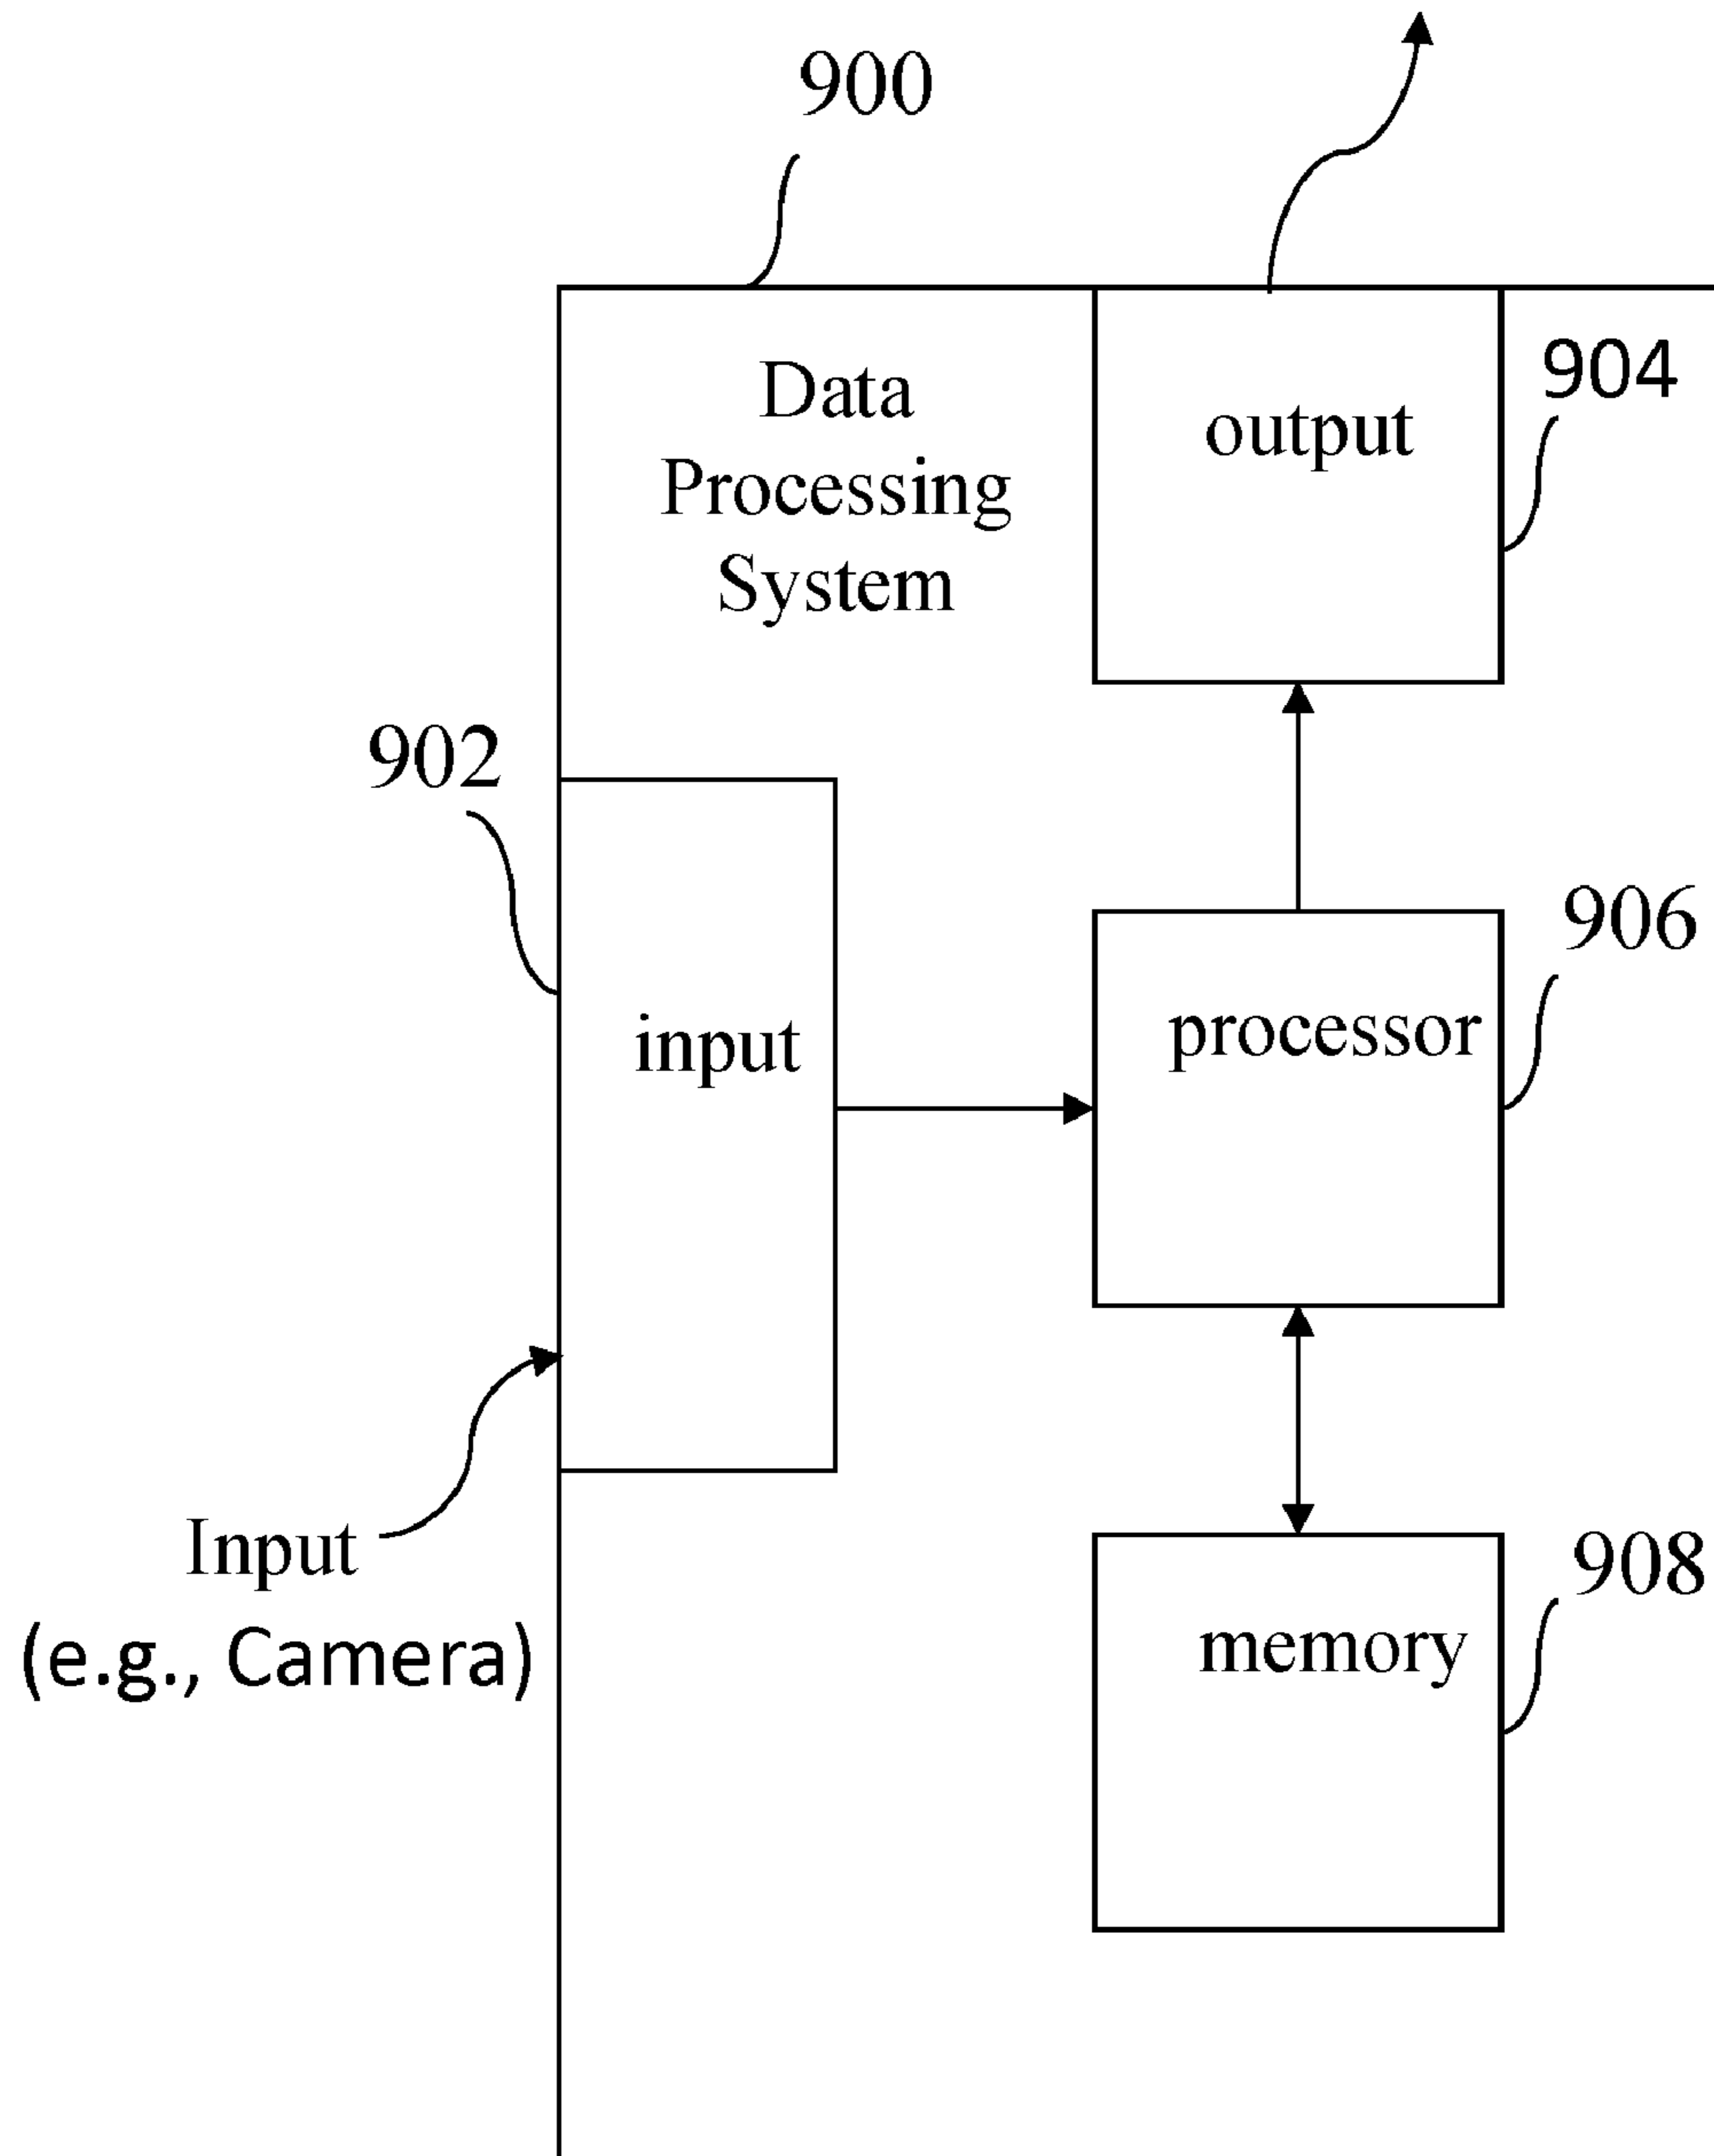 900
Data
Processing
System
output
904
902
input
processor
906
Input
(e.g., Camera)
memory
908